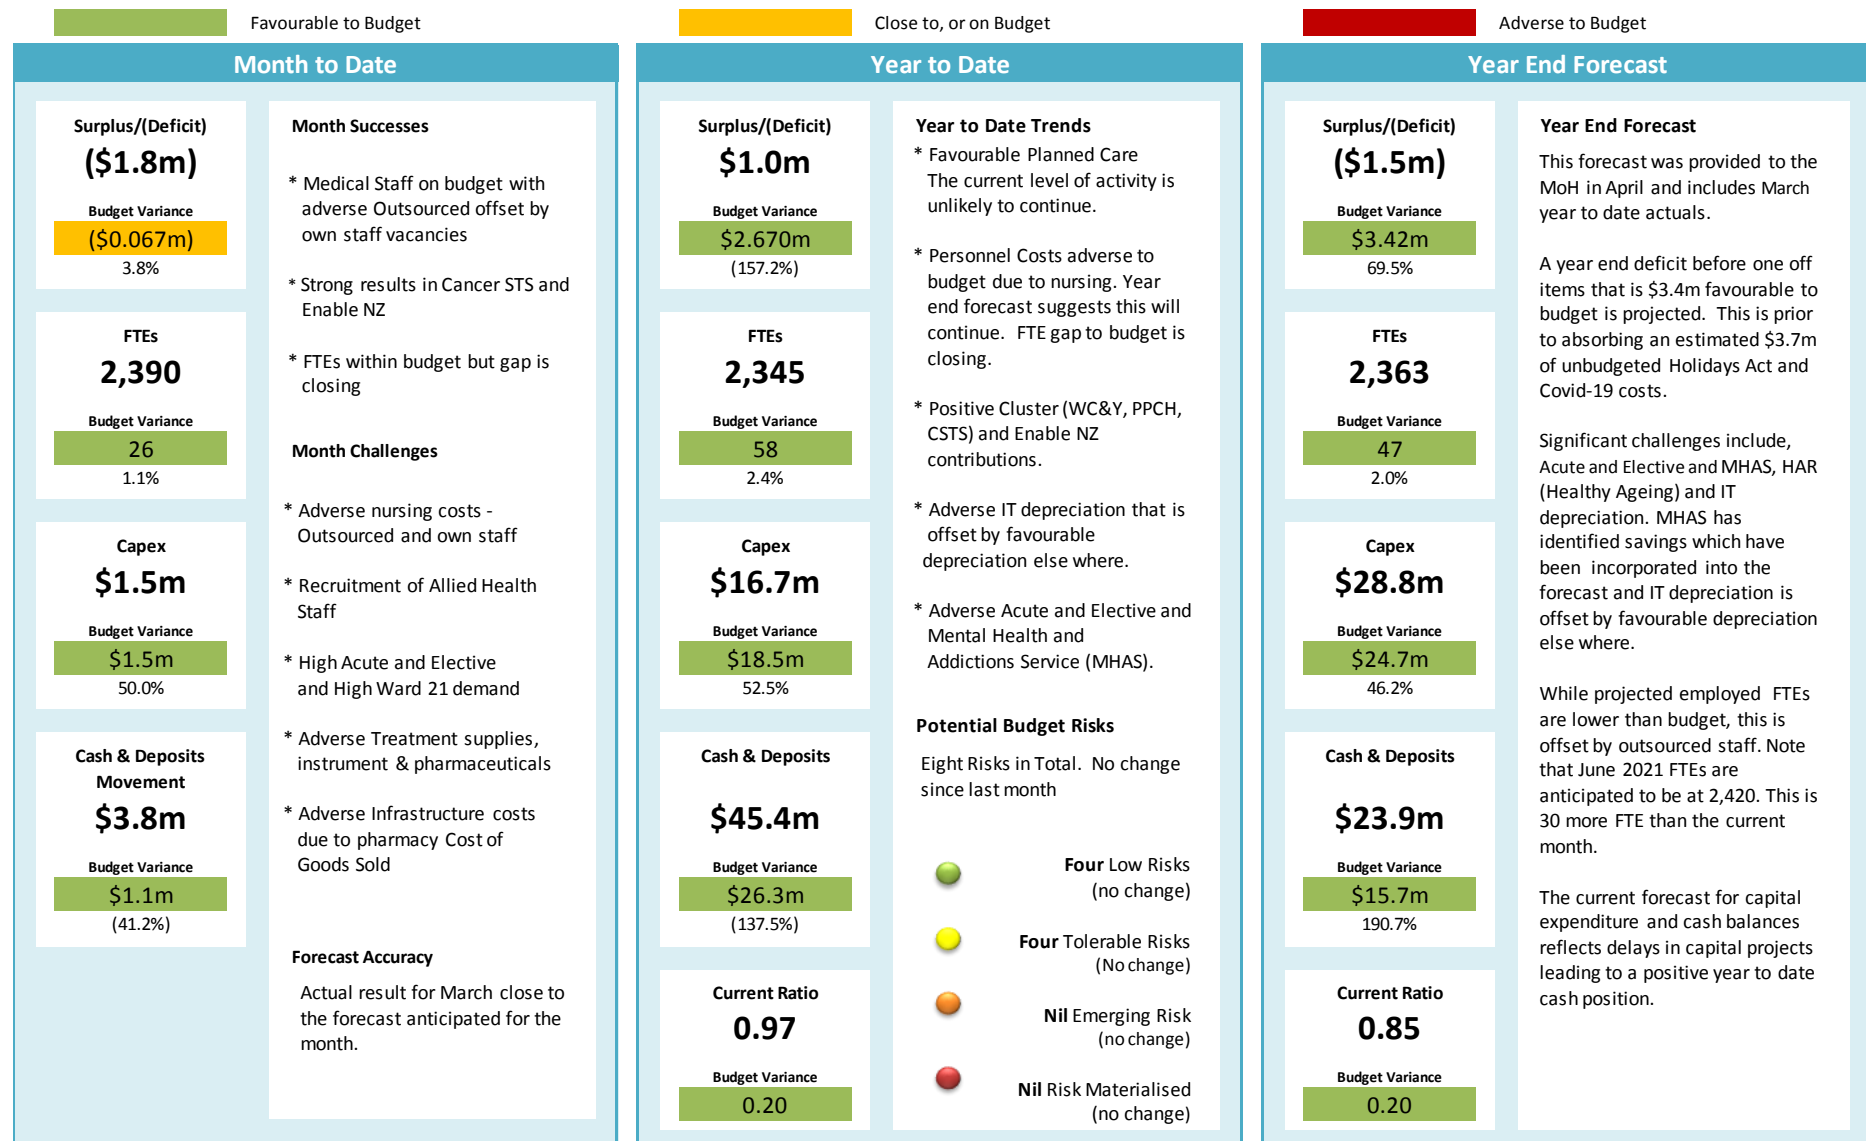 Favourable to Budget
Close to, or on Budget
Adverse to Budget
Month to Date
Surplus/(Deficit)
($1.8m)
Budget Variance
($0.067m)
3.8%
FTEs
2,390
Budget Variance
26
1.1%
Capex
$1.5m
Budget Variance
$1.5m
50.0%
Cash & Deposits
Movement
$3.8m
Budget Variance
$1.1m
(41.2%)
Month Successes
* Medical Staff on budget with
adverse Outsourced offset by
own staff vacancies
* Strong results in Cancer STS and
Enable NZ
* FTEs within budget but gap is
closing
Month Challenges
* Adverse nursing costs -
Outsourced and own staff
* Recruitment of Allied Health
Staff
* High Acute and Elective
and High Ward 21 demand
* Adverse Treatment supplies,
instrument & pharmaceuticals
* Adverse Infrastructure costs
due to pharmacy Cost of
Goods Sold
Forecast Accuracy
Actual result for March close to
the forecast anticipated for the
month.
Year to Date
Surplus/(Deficit)
$1.0m
Budget Variance
$2.670m
(157.2%)
FTEs
2,345
Budget Variance
58
2.4%
Capex
$16.7m
Budget Variance
$18.5m
52.5%
Cash & Deposits
$45.4m
Budget Variance
$26.3m
(137.5%)
Current Ratio
0.97
Budget Variance
0.20
Year to Date Trends
* Favourable Planned Care
The current level of activity is
unlikely to continue.
* Personnel Costs adverse to
budget due to nursing. Year
end forecast suggests this will
continue. FTE gap to budget is
closing.
* Positive Cluster (WC&Y, PPCH,
CSTS) and Enable NZ
contributions.
* Adverse IT depreciation that is
offset by favourable
depreciation else where.
* Adverse Acute and Elective and
Mental Health and
Addictions Service (MHAS).
Potential Budget Risks
Eight Risks in Total. No change
since last month
Four Low Risks
(no change)
Four Tolerable Risks
(No change)
Nil Emerging Risk
(no change)
Nil Risk Materialised
(no change)
Year End Forecast
Surplus/(Deficit)
($1.5m)
Budget Variance
$3.42m
69.5%
FTEs
2,363
Budget Variance
47
2.0%
Capex
$28.8m
Budget Variance
$24.7m
46.2%
Cash & Deposits
$23.9m
Budget Variance
$15.7m
190.7%
Current Ratio
0.85
Budget Variance
0.20
Year End Forecast
This forecast was provided to the
MoH in April and includes March
year to date actuals.
A year end deficit before one off
items that is $3.4m favourable to
budget is projected. This is prior
to absorbing an estimated $3.7m
of unbudgeted Holidays Act and
Covid-19 costs.
Significant challenges include,
Acute and Elective and MHAS, HAR
(Healthy Ageing) and IT
depreciation. MHAS has
identified savings which have
been incorporated into the
forecast and IT depreciation is
offset by favourable depreciation
else where.
While projected employed FTEs
are lower than budget, this is
offset by outsourced staff. Note
that June 2021 FTEs are
anticipated to be at 2,420. This is
30 more FTE than the current
month.
The current forecast for capital
expenditure and cash balances
reflects delays in capital projects
leading to a positive year to date
cash position.